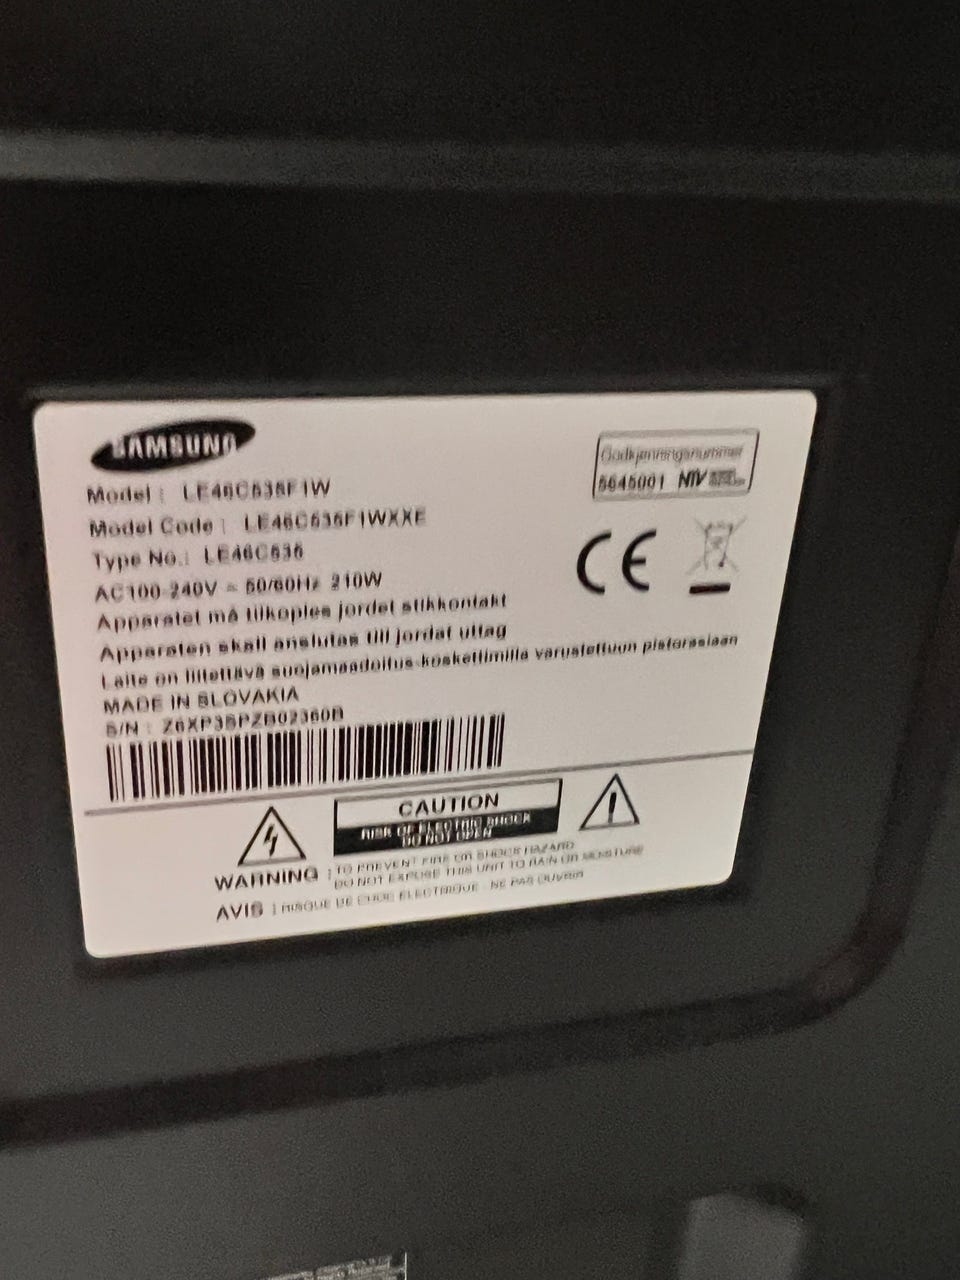 SAMSUNG
Model : LE46C535F1W
Model Code : LE46C535F1WXXE
Type No.: LE46C535
AC100-240V ~ 50/60Hz 210W
Apparatet må tilkoples jordet stikkontakt
Apparaten skall anslutas till jordat uttag
Laite on liitettävä suojamaadoitus koskettimilla varustettuun pistorasiaan
MADE IN SLOVAKIA
S/N : Z6XP3SPZB02360B
Godkjenningsnummer
5645001 NTV
CE
CAUTION
RISK OF ELECTRIC SHOCK
DO NOT OPEN
WARNING : TO PREVENT FIRE OR SHOCK HAZARD
DO NOT EXPOSE THIS UNIT TO RAIN OR MOISTURE
AVIS : RISQUE DE CHOC ELECTRIQUE - NE PAS OUVRIR